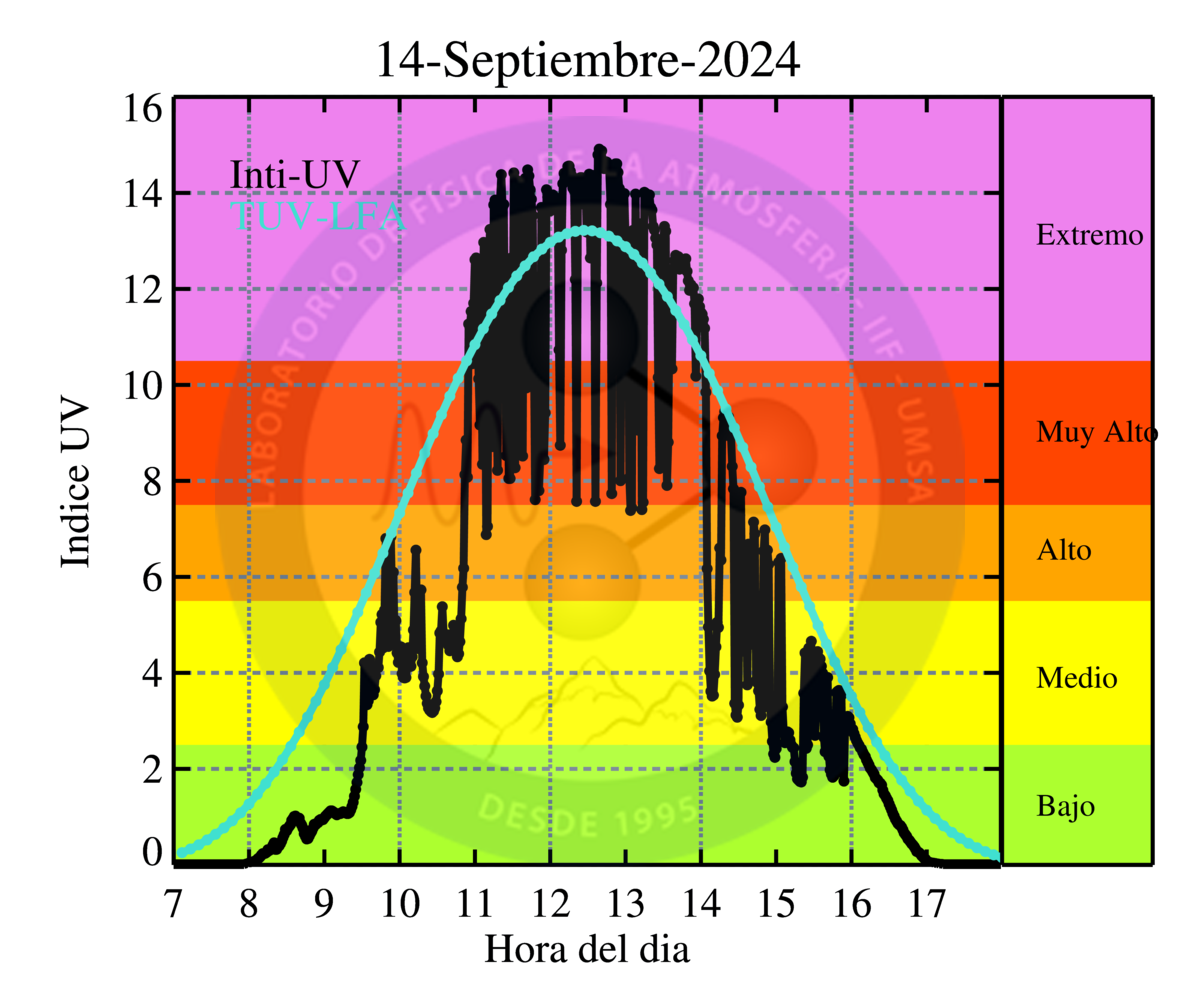 14-Septiembre-2024
16
14
12
10
8
6
4
2
0
Indice UV
Inti-UV
TUV-LFA
LABORATORIO DE FÍSICA DE LA ATMÓSFERA - IIF - UMSA
DESDE 1995
Extremo
Muy Alto
Alto
Medio
Bajo
7 8 9 10 11 12 13 14 15 16 17
Hora del dia